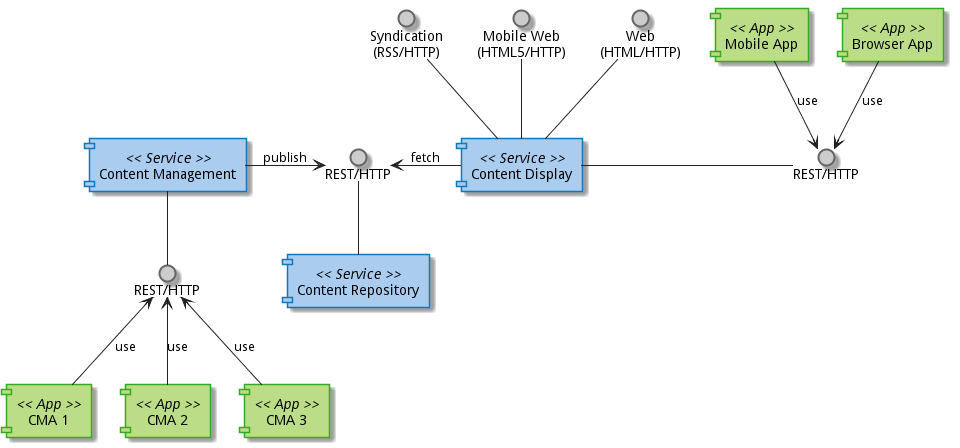 Syndication
(RSS/HTTP)
Mobile Web
(HTML5/HTTP)
Web
(HTML/HTTP)
<< App >>
Mobile App
<< App >>
Browser App
use
use
<< Service >>
Content Management
publish
REST/HTTP
fetch
<< Service >>
Content Display
REST/HTTP
<< Service >>
Content Repository
REST/HTTP
use
use
use
<< App >>
CMA 1
<< App >>
CMA 2
<< App >>
CMA 3